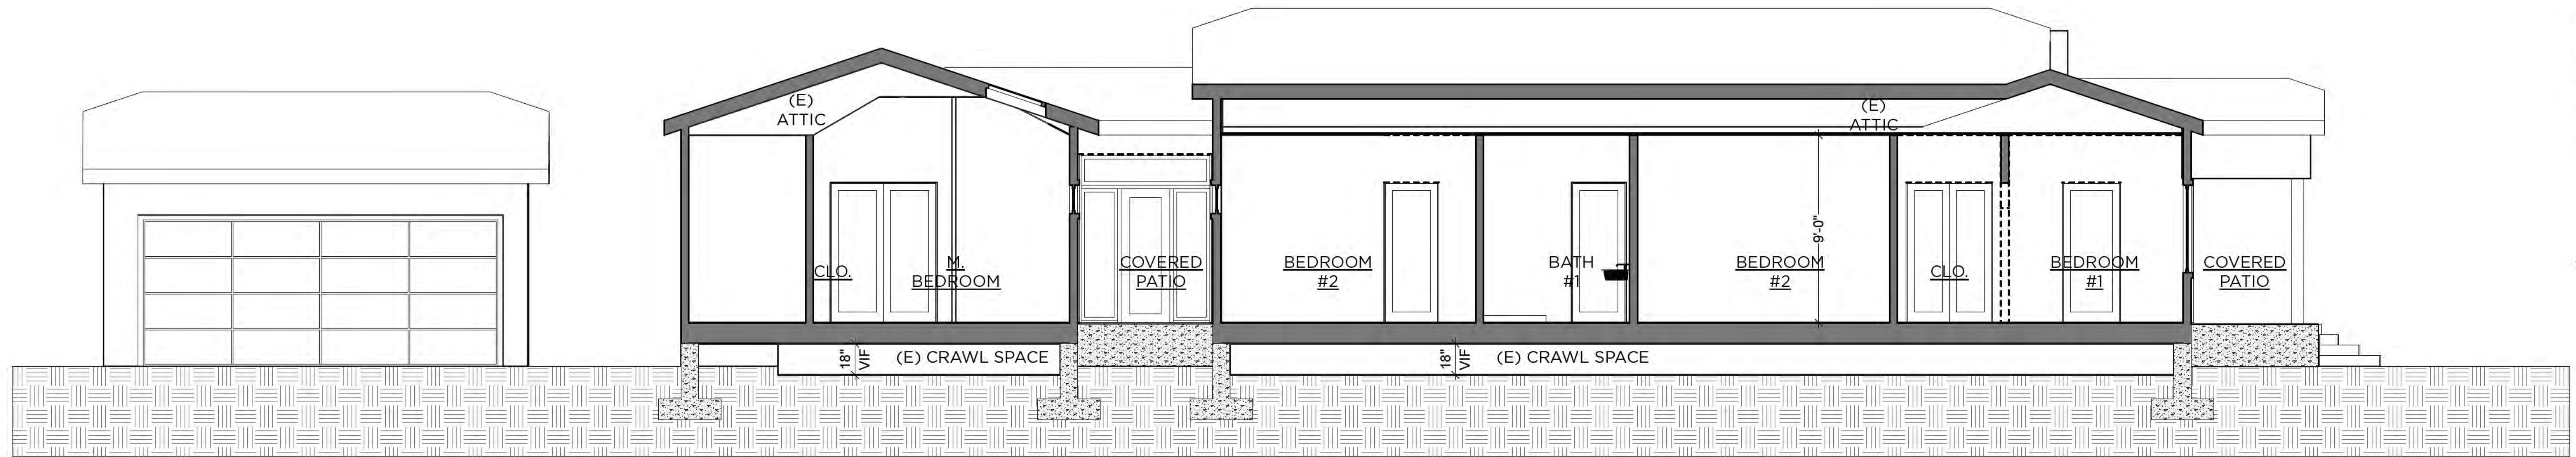 (E)
ATTIC
(E)
ATTIC
9'-0"
CLO.
M.
BEDROOM
COVERED
PATIO
BEDROOM
#2
BATH
#1
BEDROOM
#2
CLO.
BEDROOM
#1
COVERED
PATIO
18"
VIF
(E) CRAWL SPACE
18"
VIF
(E) CRAWL SPACE